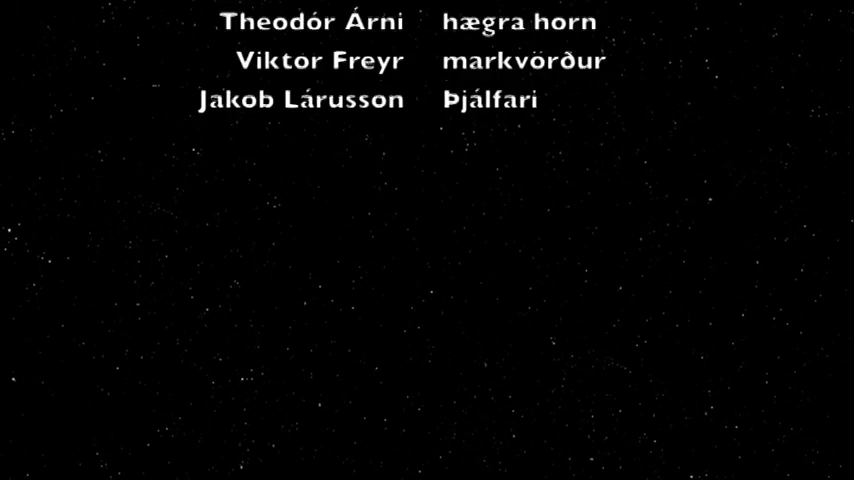 Theodór Árni hægra horn
Viktor Freyr markvörður
Jakob Lárusson Þjálfari